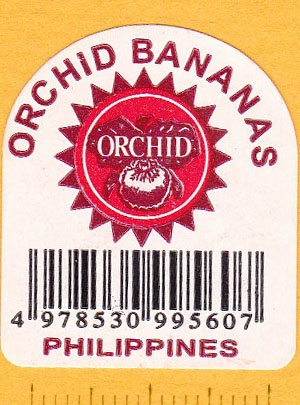 ORCHiD BANANAS
ORCHiD
4 978530 995607
PHILIPPINES